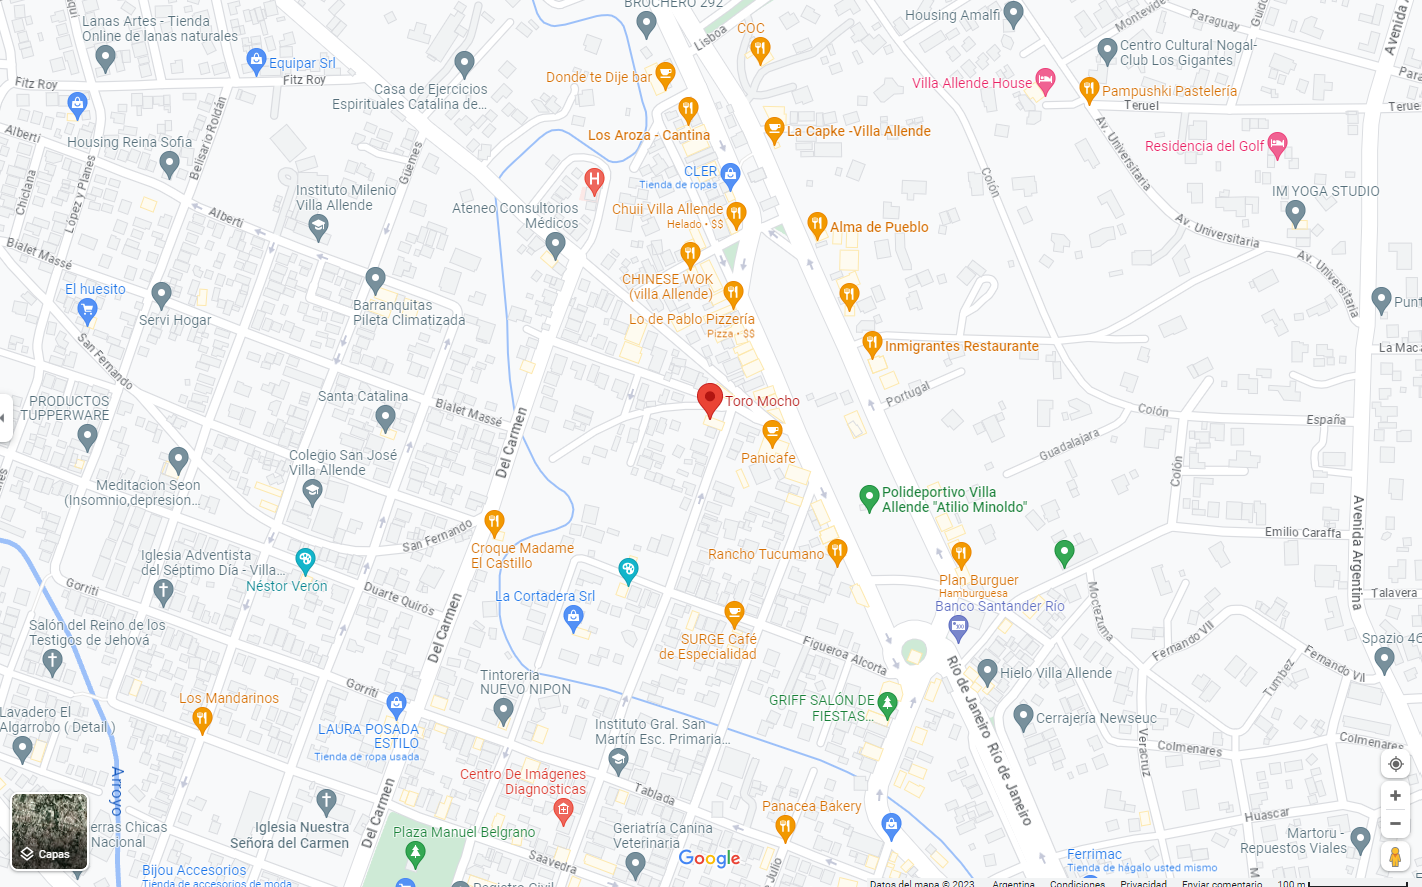 BROCHERO 292
Lanas Artes - Tienda
Online de lanas naturales
COC
Lisboa
Housing Amalfi
Montevideo
Paraguay
Avenida A
Equipar Srl
Fitz Roy
Fitz Roy
Casa de Ejercicios
Espirituales Catalina de...
Donde te Dije bar
Centro Cultural Nogal-
Club Los Gigantes
Villa Allende House
Pampushki Pastelería
Teruel
Terue
Los Aroza - Cantina
La Capke -Villa Allende
Alberti
Housing Reina Sofia
Belisario Roldán
Güemes
López y Planes
Chiclana
Av. Universitaria
Residencia del Golf
CLER
Tienda de ropas
Colón
Instituto Milenio
Villa Allende
IM YOGA STUDIO
Ateneo Consultorios
Médicos
Chuii Villa Allende
Helado • $$
Alberti
Alma de Pueblo
Av. Universitaria
Av. Universitaria
Bialet Massé
El huesito
Servi Hogar
Barranquitas
Pileta Climatizada
CHINESE WOK
(villa Allende)
Lo de Pablo Pizzería
Pizza • $$
Inmigrantes Restaurante
Punt
La Maca
San Fernando
Portugal
PRODUCTOS
TUPPERWARE
Santa Catalina
Bialet Massé
Toro Mocho
Colón
España
Del Carmen
Panicafe
Guadalajara
Colegio San José
Villa Allende
Colón
Meditacion Seon
(Insomnio,depresion...
Polideportivo Villa
Allende "Atilio Minoldo"
Avenida Argentina
San Fernando
Croque Madame
El Castillo
Emilio Caraffa
Iglesia Adventista
del Séptimo Día - Villa...
Néstor Verón
Rancho Tucumano
Plan Burguer
Hamburguesa
Gorriti
Duarte Quirós
La Cortadera Srl
Banco Santander Río
Moctezuma
Talavera
Salón del Reino de los
Testigos de Jehová
Del Carmen
SURGE Café
de Especialidad
Figueroa Alcorta
Fernando VII
Fernando VII
Spazio 46
Tintoreria
NUEVO NIPON
Gorriti
Río de Janeiro
Río de Janeiro
Hielo Villa Allende
Tumbez
Los Mandarinos
GRIFF SALÓN DE
FIESTAS...
Lavadero El
Algarrobo ( Detail )
LAURA POSADA
ESTILO
Tienda de ropa usada
Instituto Gral. San
Martín Esc. Primaria...
Cerrajería Newseuc
Veracruz
Colmenares
Colmenares
Arroyo
Centro De Imágenes
Diagnosticas
Tablada
Del Carmen
Panacea Bakery
Huascar
Iglesia Nuestra
Señora del Carmen
erras Chicas
Nacional
Plaza Manuel Belgrano
Geriatría Canina
Veterinaria
Martoru -
Repuestos Viales
Capas
Saavedra
Julio
Google
Ferrimac
Tienda de hágalo usted mismo
Bijou Accesorios
Tienda de accesorios de moda
Registro Civil
Datos del mapa © 2023
Argentina
Condiciones
Privacidad
Enviar comentario
100 m